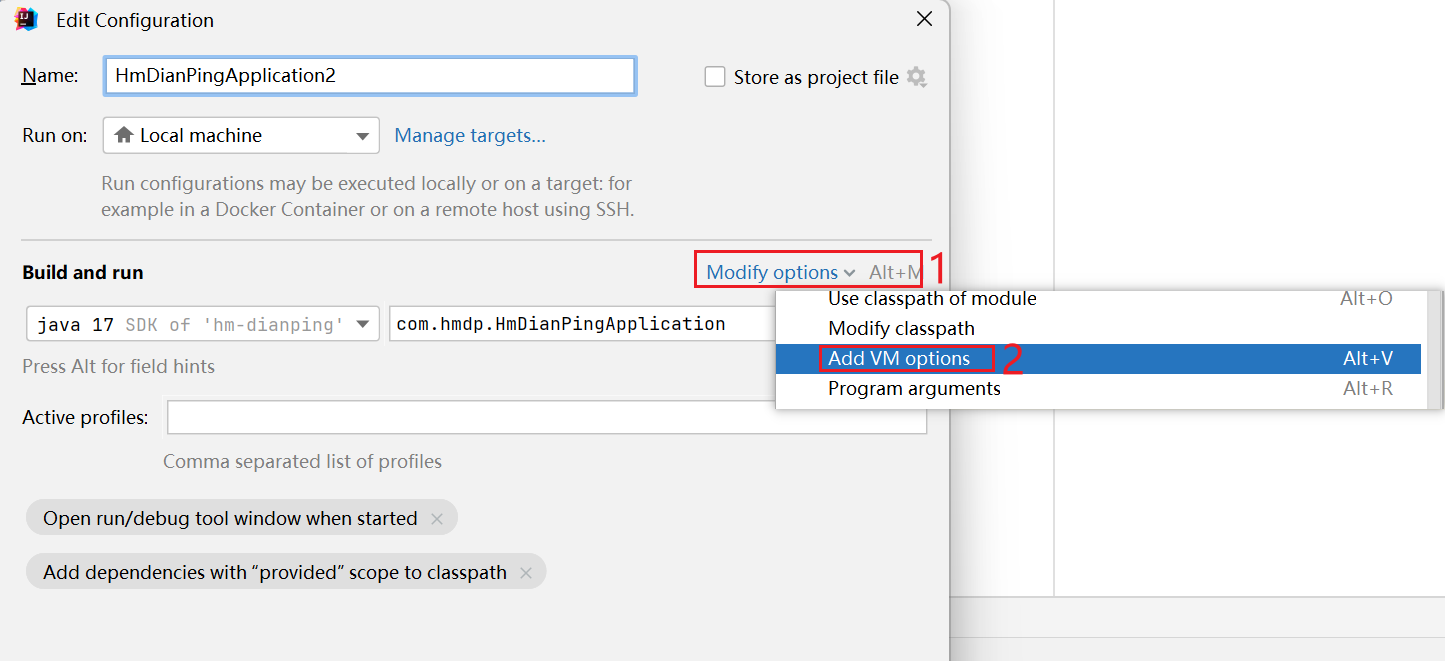 Edit Configuration
Name: HmDianPingApplication2 Store as project file
Run on: Local machine Manage targets...
Run configurations may be executed locally or on a target: for
example in a Docker Container or on a remote host using SSH.
Build and run Modify options Alt+M 1
Use classpath of module Alt+O
java 17 SDK of 'hm-dianping' com.hmdp.HmDianPingApplication
Modify classpath
Add VM options 2 Alt+V
Press Alt for field hints
Program arguments Alt+R
Active profiles:
Comma separated list of profiles
Open run/debug tool window when started
Add dependencies with “provided” scope to classpath